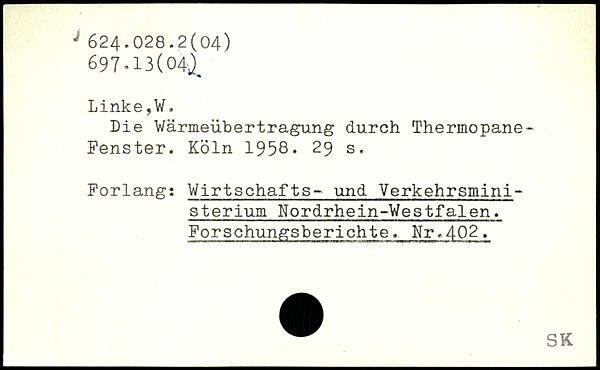 624.028.2(04)
697.13(04)
Linke,W.
Die Wärmeübertragung durch Thermopane-
Fenster. Köln 1958. 29 s.
Forlang: Wirtschafts- und Verkehrsmini-
sterium Nordrhein-Westfalen.
Forschungsberichte. Nr.402.
SK